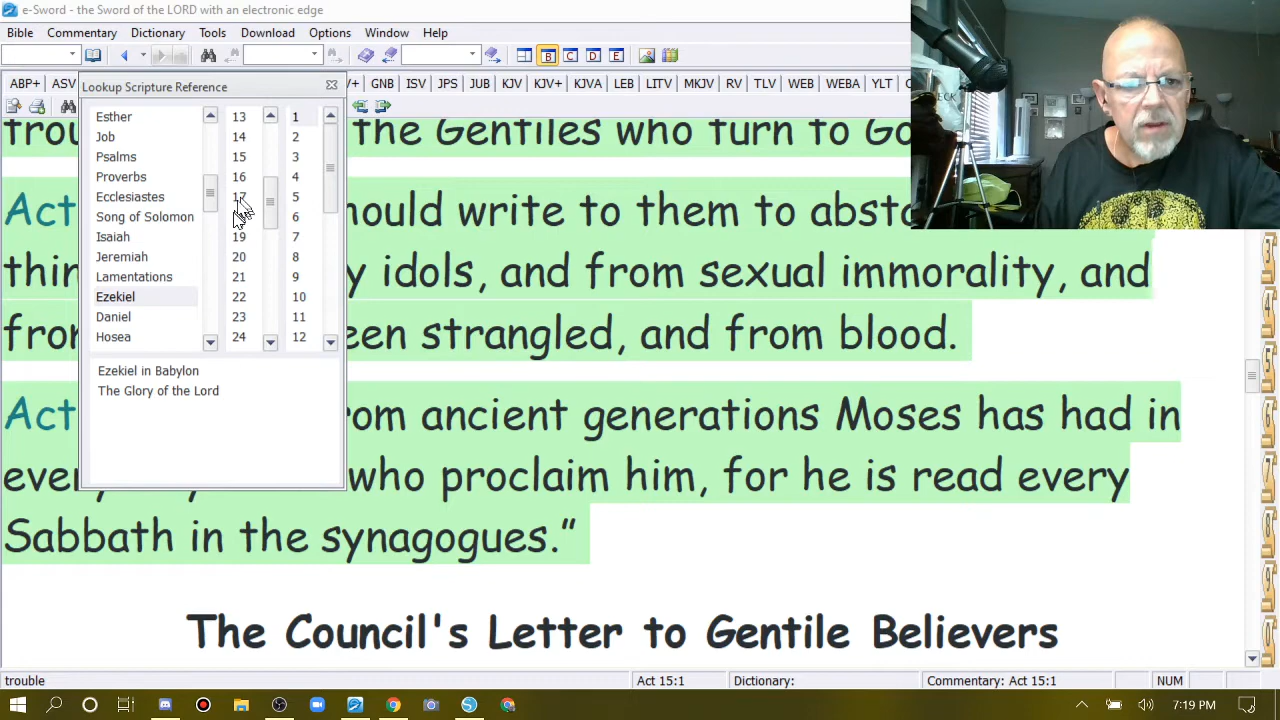 e-Sword - the Sword of the LORD with an electronic edge
Bible Commentary Dictionary Tools Download Options Window Help
ABP+ ASV GNB ISV JPS JUB KJV KJV+ KJVA LEB LITV MKJV RV TLV WEB WEBA YLT
Lookup Scripture Reference
Esther 13 1
Job 14 2
Psalms 15 3
Proverbs 16 4
Ecclesiastes 17 5
Song of Solomon 6
Isaiah 19 7
Jeremiah 20 8
Lamentations 21 9
Ezekiel 22 10
Daniel 23 11
Hosea 24 12
Ezekiel in Babylon
The Glory of the Lord
the Gentiles who turn to
Act should write to them to
idols, and from sexual immorality, and
strangled, and from blood.
Act from ancient generations Moses has had in
who proclaim him, for he is read every
Sabbath in the synagogues.”
The Council's Letter to Gentile Believers
trouble Act 15:1 Dictionary: Commentary: Act 15:1 NUM
7:19 PM